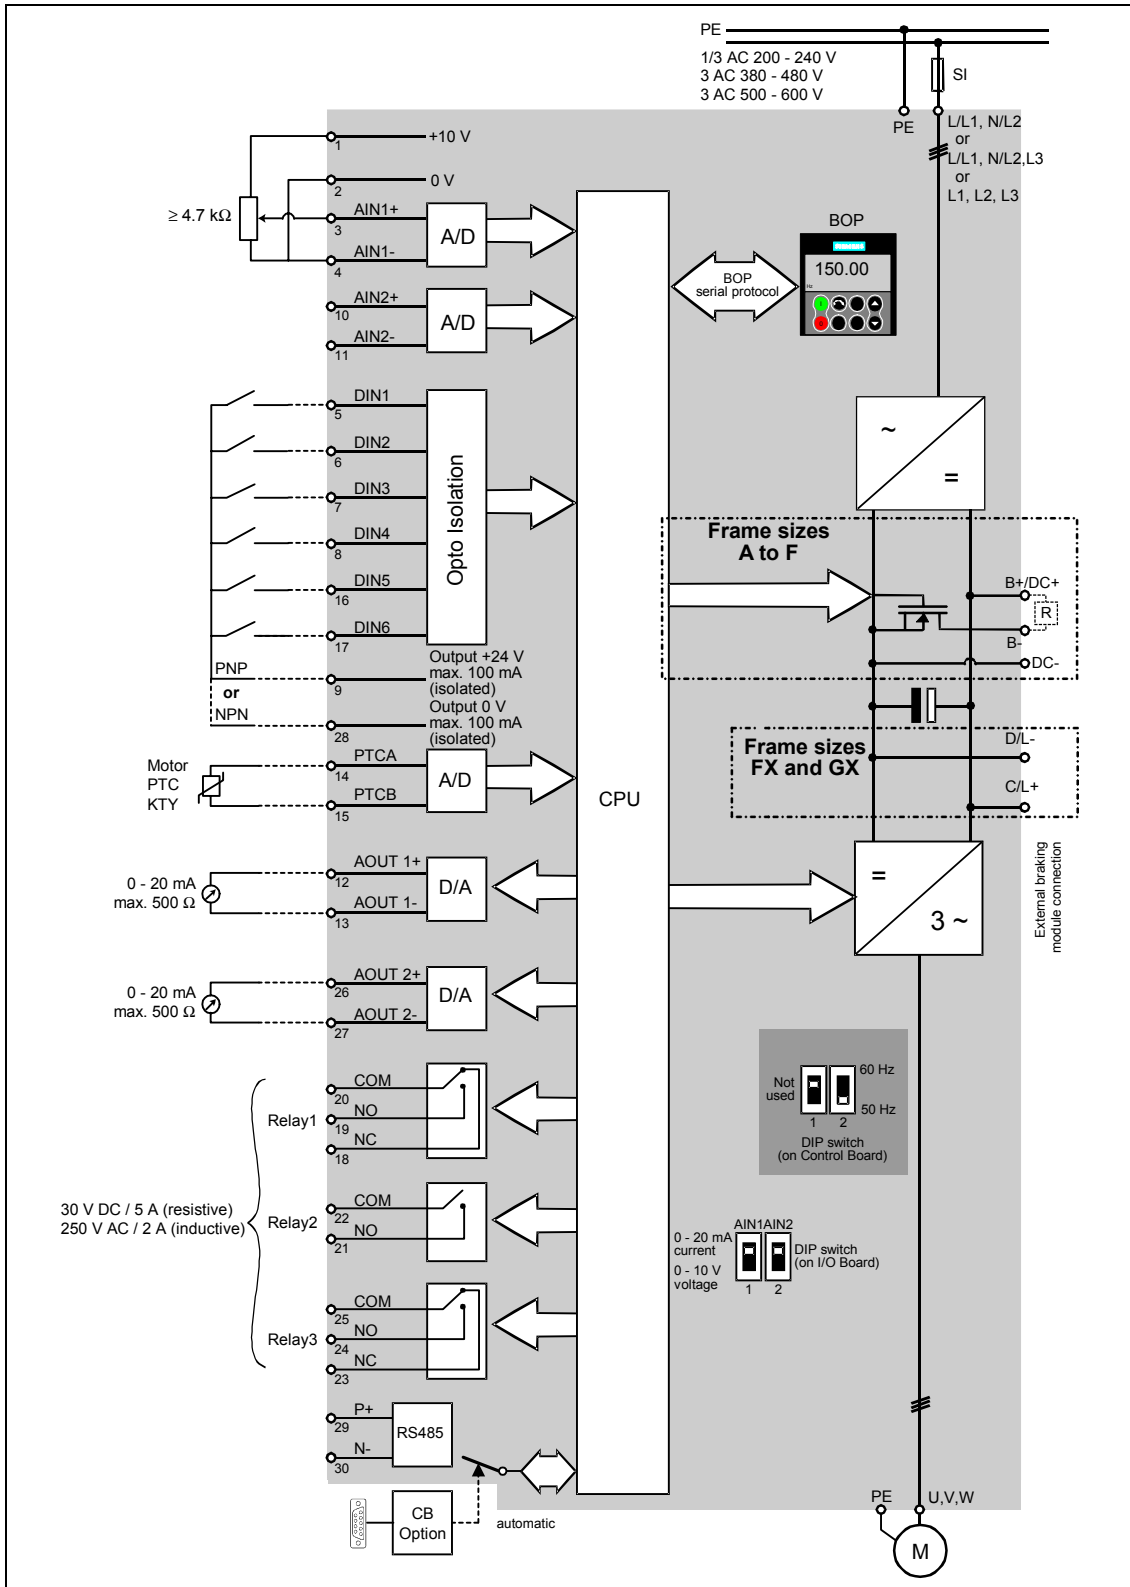 PE
1/3 AC 200 - 240 V
3 AC 380 - 480 V
3 AC 500 - 600 V
SI
PE
L/L1, N/L2
or
L/L1, N/L2,L3
or
L1, L2, L3
1
+10 V
2
0 V
≥ 4.7 kΩ
AIN1+
3
AIN1-
4
A/D
AIN2+
10
AIN2-
11
A/D
BOP
SIEMENS
150.00
Hz
BOP
serial protocol
DIN1
5
DIN2
6
DIN3
7
DIN4
8
DIN5
16
DIN6
17
Opto Isolation
PNP
or
NPN
9
Output +24 V
max. 100 mA
(isolated)
28
Output 0 V
max. 100 mA
(isolated)
~
=
Frame sizes
A to F
B+/DC+
R
B-
DC-
Frame sizes
FX and GX
D/L-
C/L+
External braking
module connection
Motor
PTC
KTY
PTCA
14
PTCB
15
A/D
CPU
=
3 ~
0 - 20 mA
max. 500 Ω
AOUT 1+
12
AOUT 1-
13
D/A
0 - 20 mA
max. 500 Ω
AOUT 2+
26
AOUT 2-
27
D/A
30 V DC / 5 A (resistive)
250 V AC / 2 A (inductive)
Relay1
COM
20
NO
19
NC
18
Relay2
COM
22
NO
21
Relay3
COM
25
NO
24
NC
23
Not
used
60 Hz
50 Hz
1
2
DIP switch
(on Control Board)
AIN1AIN2
0 - 20 mA
current
0 - 10 V
voltage
1
2
DIP switch
(on I/O Board)
P+
29
N-
30
RS485
CB
Option
automatic
PE
U,V,W
M